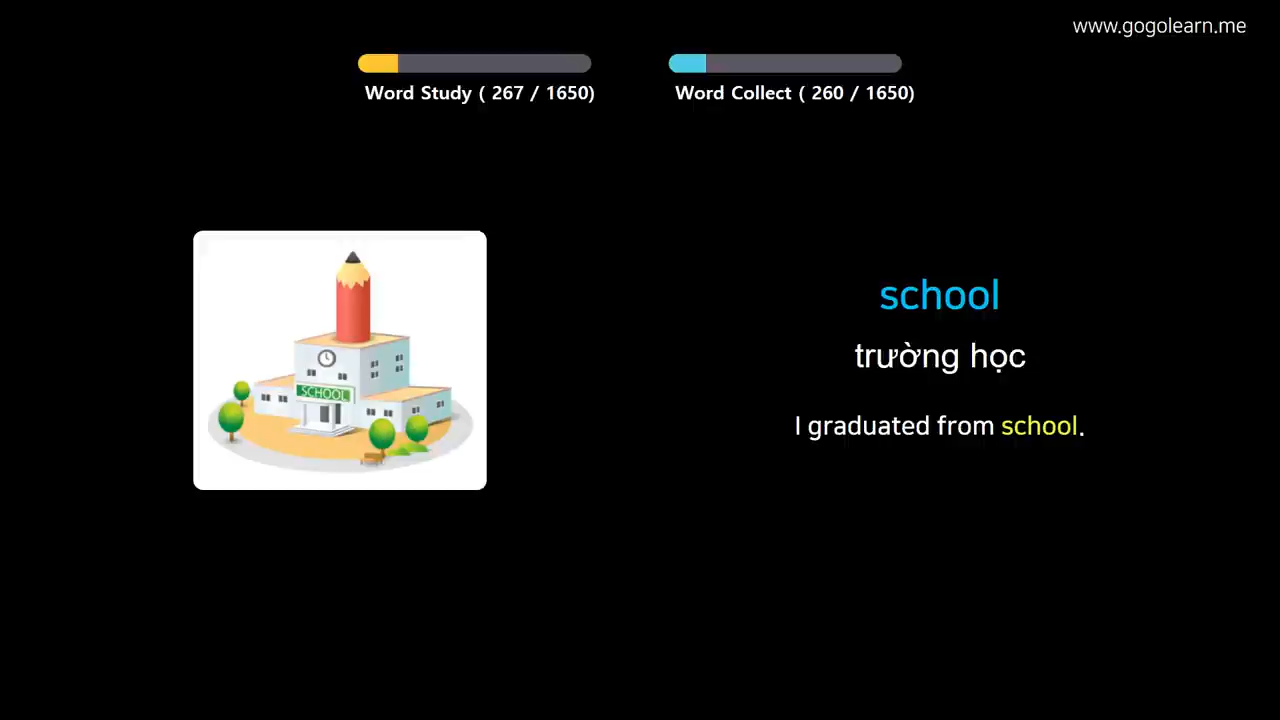 www.gogolearn.me
Word Study ( 267 / 1650)
Word Collect ( 260 / 1650)
SCHOOL
school
trường học
I graduated from school.